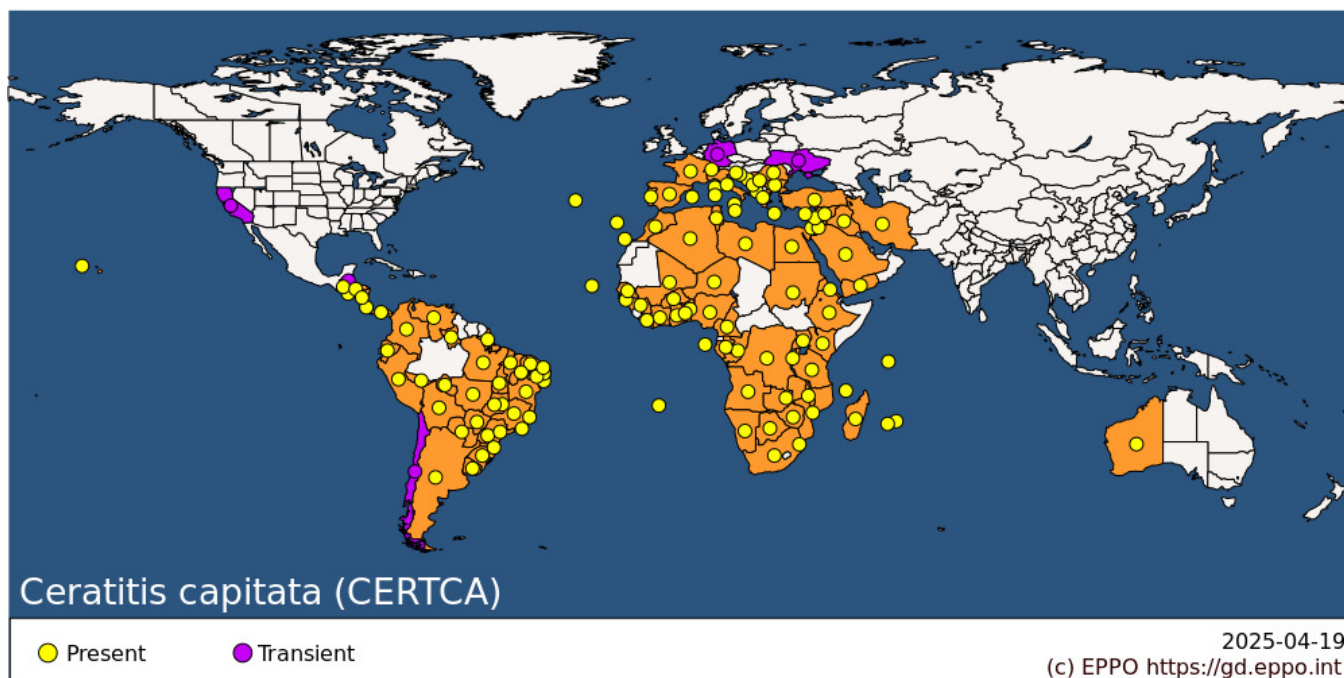 Ceratitis capitata (CERTCA)
Present
Transient
2025-04-19
(c) EPPO https://gd.eppo.int